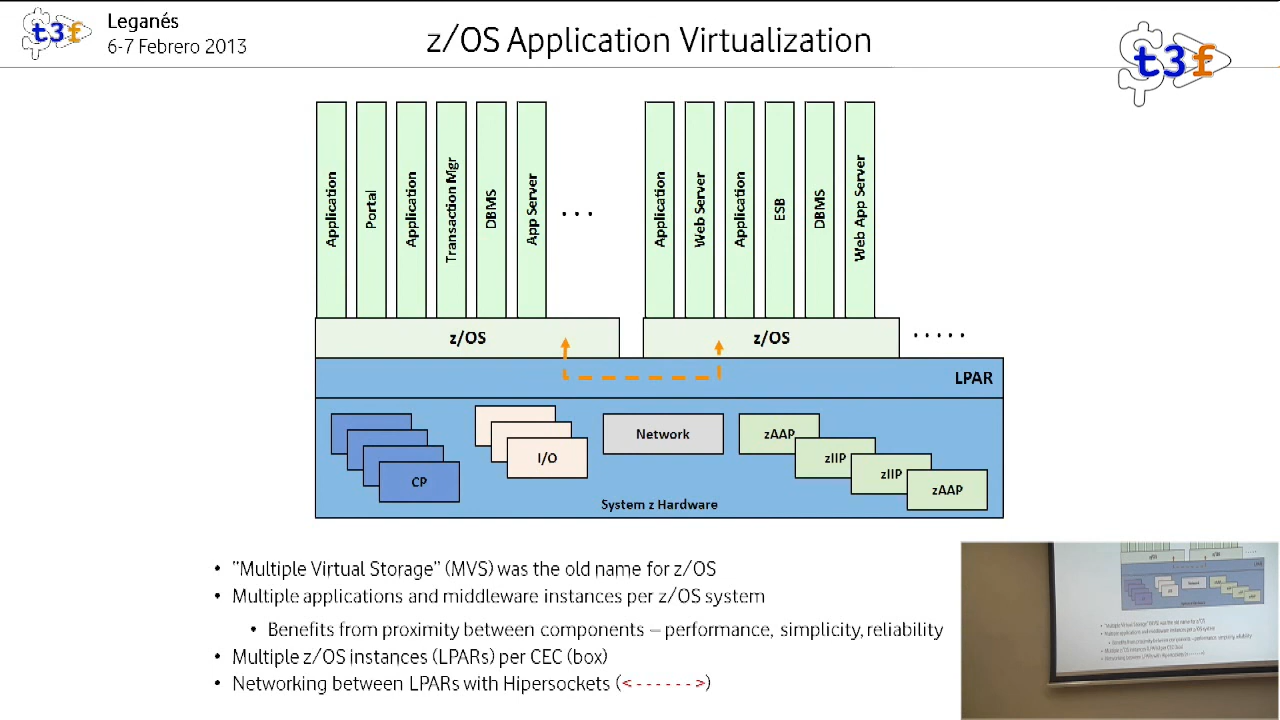 t3f
Leganés
6-7 Febrero 2013
z/OS Application Virtualization
t3f
Application
Portal
Application
Transaction Mgr
DBMS
App Server
...
Application
Web Server
Application
ESB
DBMS
Web App Server
z/OS
z/OS
.....
LPAR
CP
I/O
Network
zAAP
zIIP
zIIP
zAAP
System z Hardware
• "Multiple Virtual Storage" (MVS) was the old name for z/OS
• Multiple applications and middleware instances per z/OS system
• Benefits from proximity between components – performance, simplicity, reliability
• Multiple z/OS instances (LPARs) per CEC (box)
• Networking between LPARs with Hipersockets (<------>)